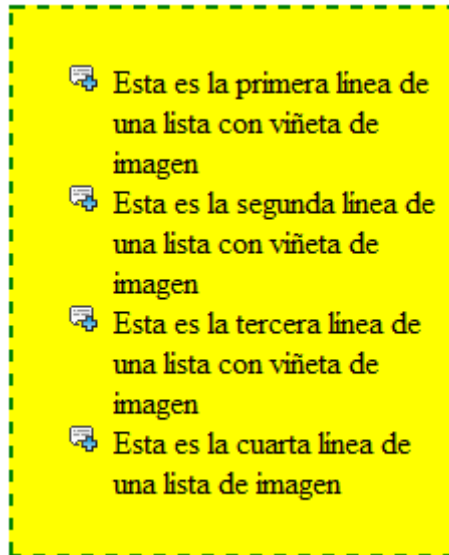 Esta es la primera línea de
una lista con viñeta de
imagen
Esta es la segunda línea de
una lista con viñeta de
imagen
Esta es la tercera línea de
una lista con viñeta de
imagen
Esta es la cuarta línea de
una lista de imagen